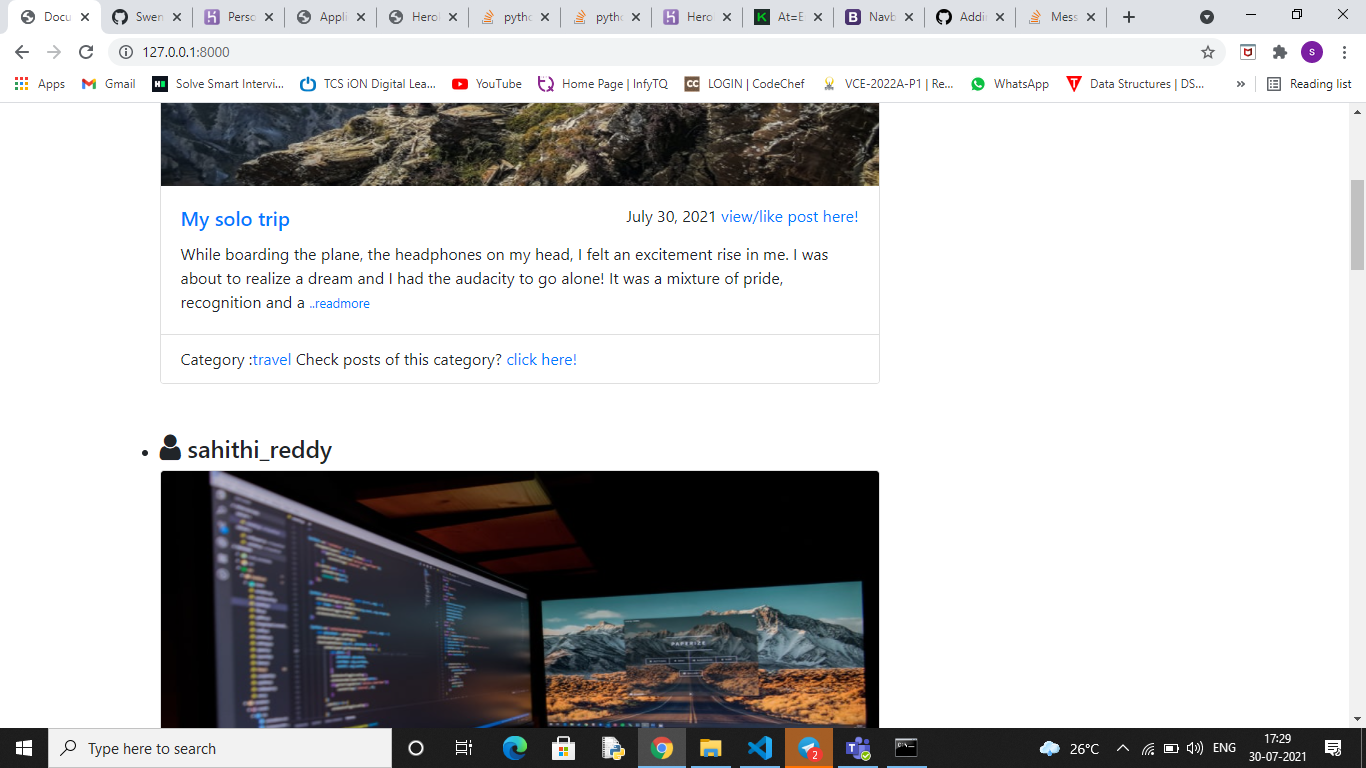 Docu
Swen
Perso
Appli
Herol
pytho
pytho
Herol
At=E
Navb
Addi
Mess
127.0.0.1:8000
S
Apps
Gmail
Solve Smart Intervi...
TCS iON Digital Lea...
YouTube
Home Page | InfyTQ
LOGIN | CodeChef
VCE-2022A-P1 | Re...
WhatsApp
Data Structures | DS...
»
Reading list
My solo trip
July 30, 2021 view/like post here!
While boarding the plane, the headphones on my head, I felt an excitement rise in me. I was
about to realize a dream and I had the audacity to go alone! It was a mixture of pride,
recognition and a ..readmore
Category :travel Check posts of this category? click here!
sahithi_reddy
PAPERIZE
Type here to search
2
26°C
ENG
17:29
30-07-2021